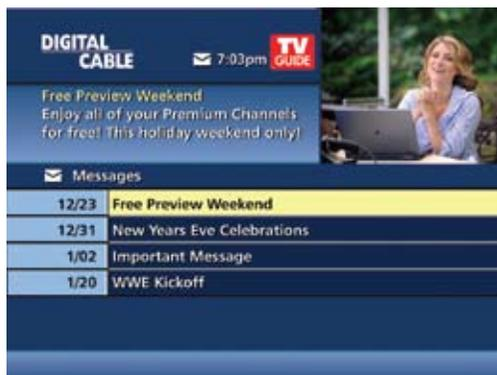 DIGITAL
CABLE
7:03pm
TV
GUIDE
Free Preview Weekend
Enjoy all of your Premium Channels
for free! This holiday weekend only!
Messages
12/23 Free Preview Weekend
12/31 New Years Eve Celebrations
1/02 Important Message
1/20 WWE Kickoff